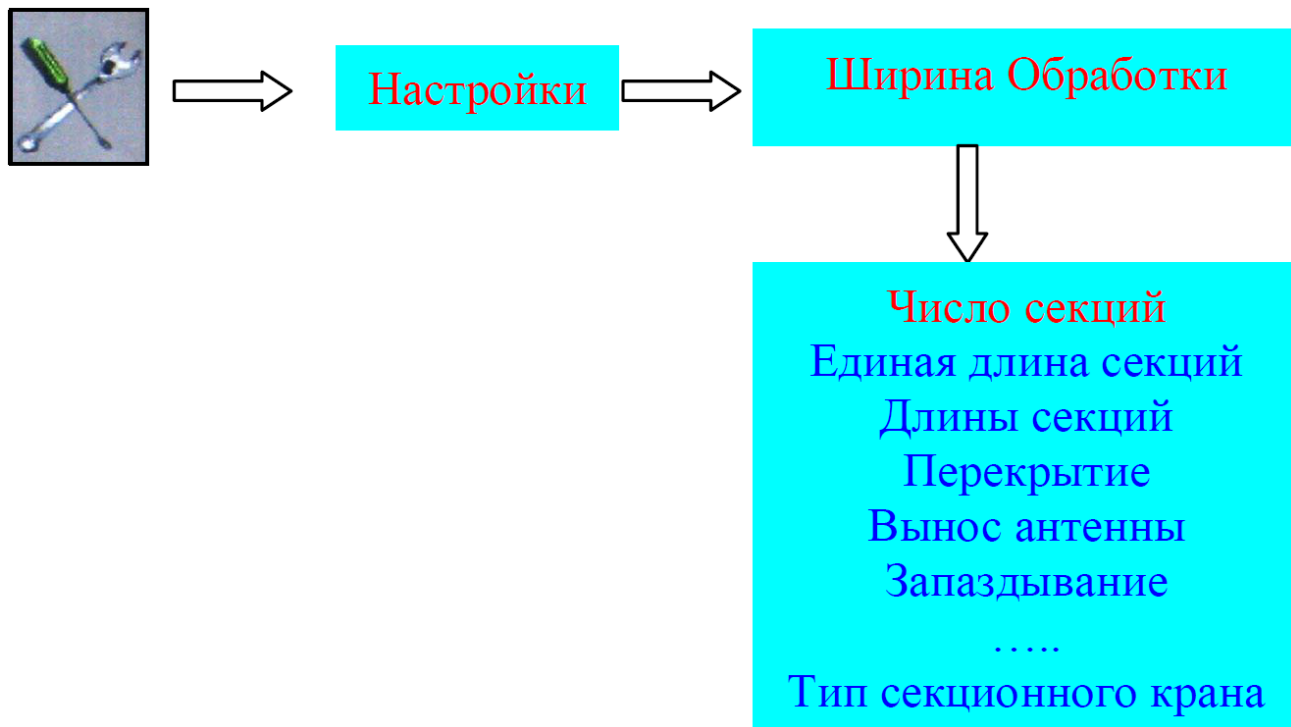 Настройки
Ширина Обработки
Число секций
Единая длина секций
Длины секций
Перекрытие
Вынос антенны
Запаздывание
…..
Тип секционного крана